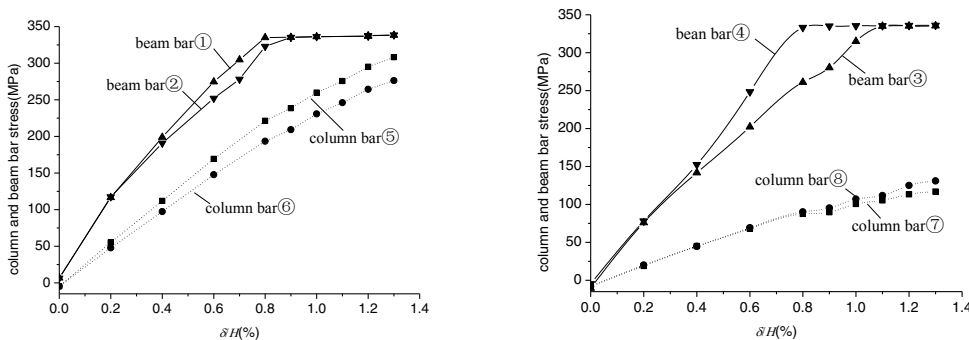 350
300
250
200
150
100
50
0
column and beam bar stress(MPa)
beam bar①
beam bar②
column bar⑤
column bar⑥
0.0 0.2 0.4 0.6 0.8 1.0 1.2 1.4
δ/H(%)
350
300
250
200
150
100
50
0
column and beam bar stress(MPa)
bean bar④
beam bar③
column bar⑧
column bar⑦
0.0 0.2 0.4 0.6 0.8 1.0 1.2 1.4
δ/H(%)